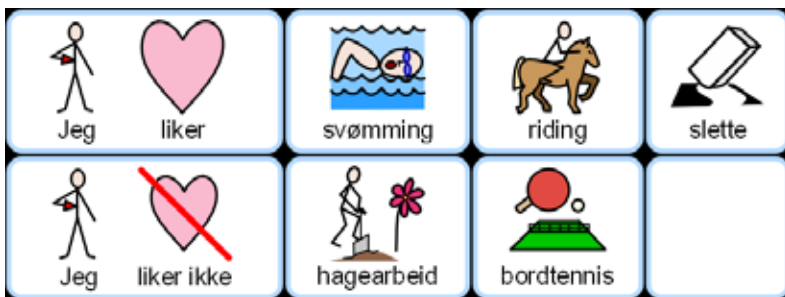 Jeg liker svømming riding slette
Jeg liker ikke hagearbeid bordtennis